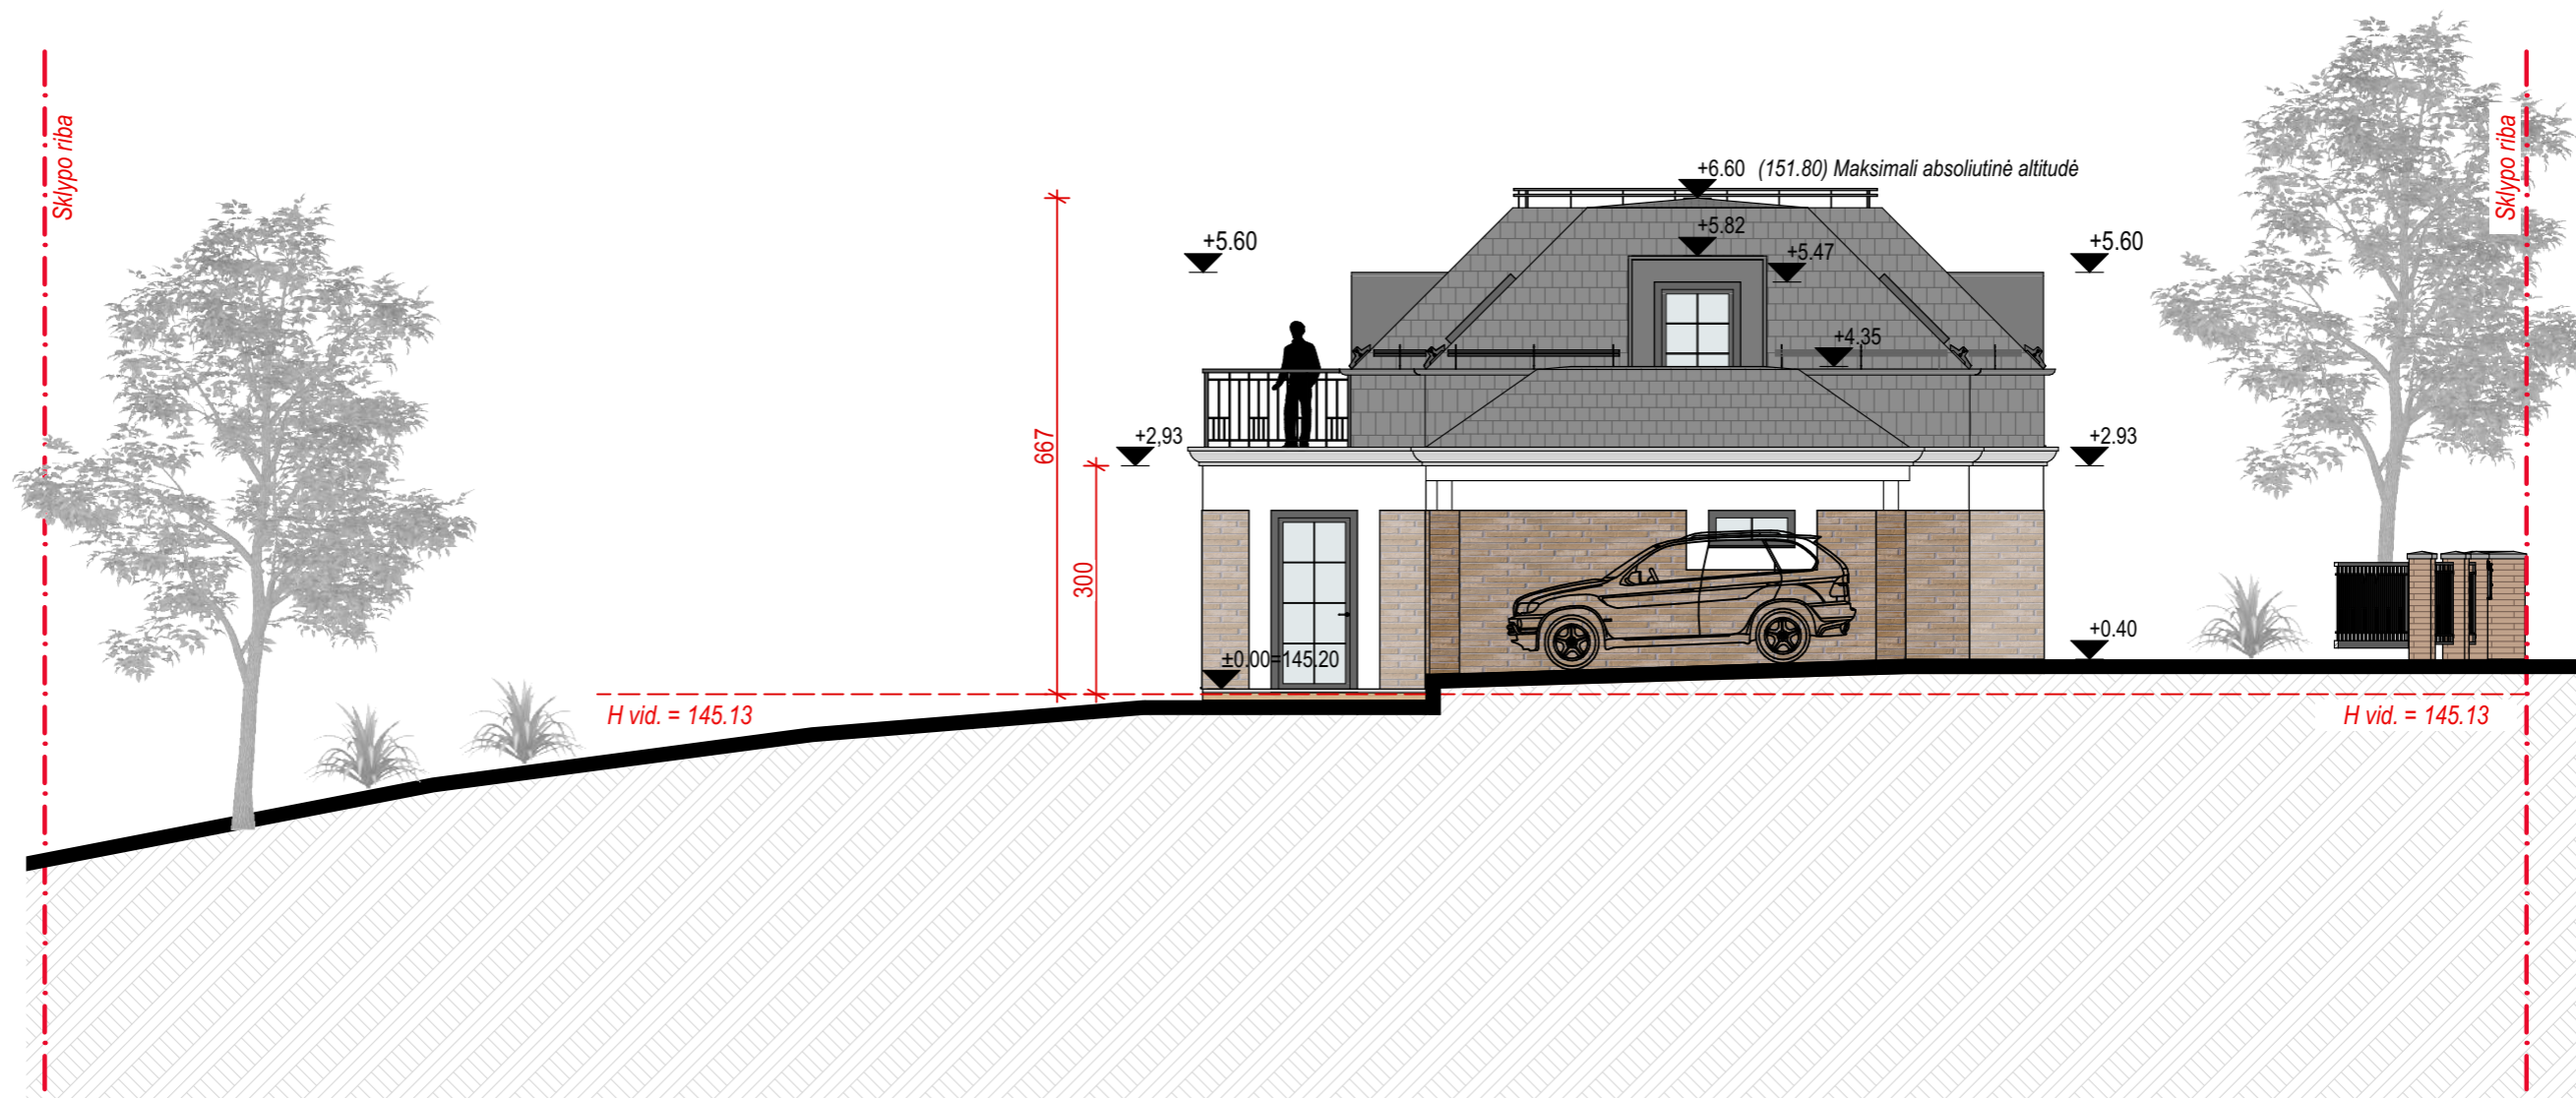 Sklypo riba
Sklypo riba
+6.60 (151.80) Maksimali absoliutinė altitudė
+5.60
+5.82
+5.47
+5.60
+4.35
667
+2,93
+2.93
300
+0.40
±0.00=145.20
H vid. = 145.13
H vid. = 145.13